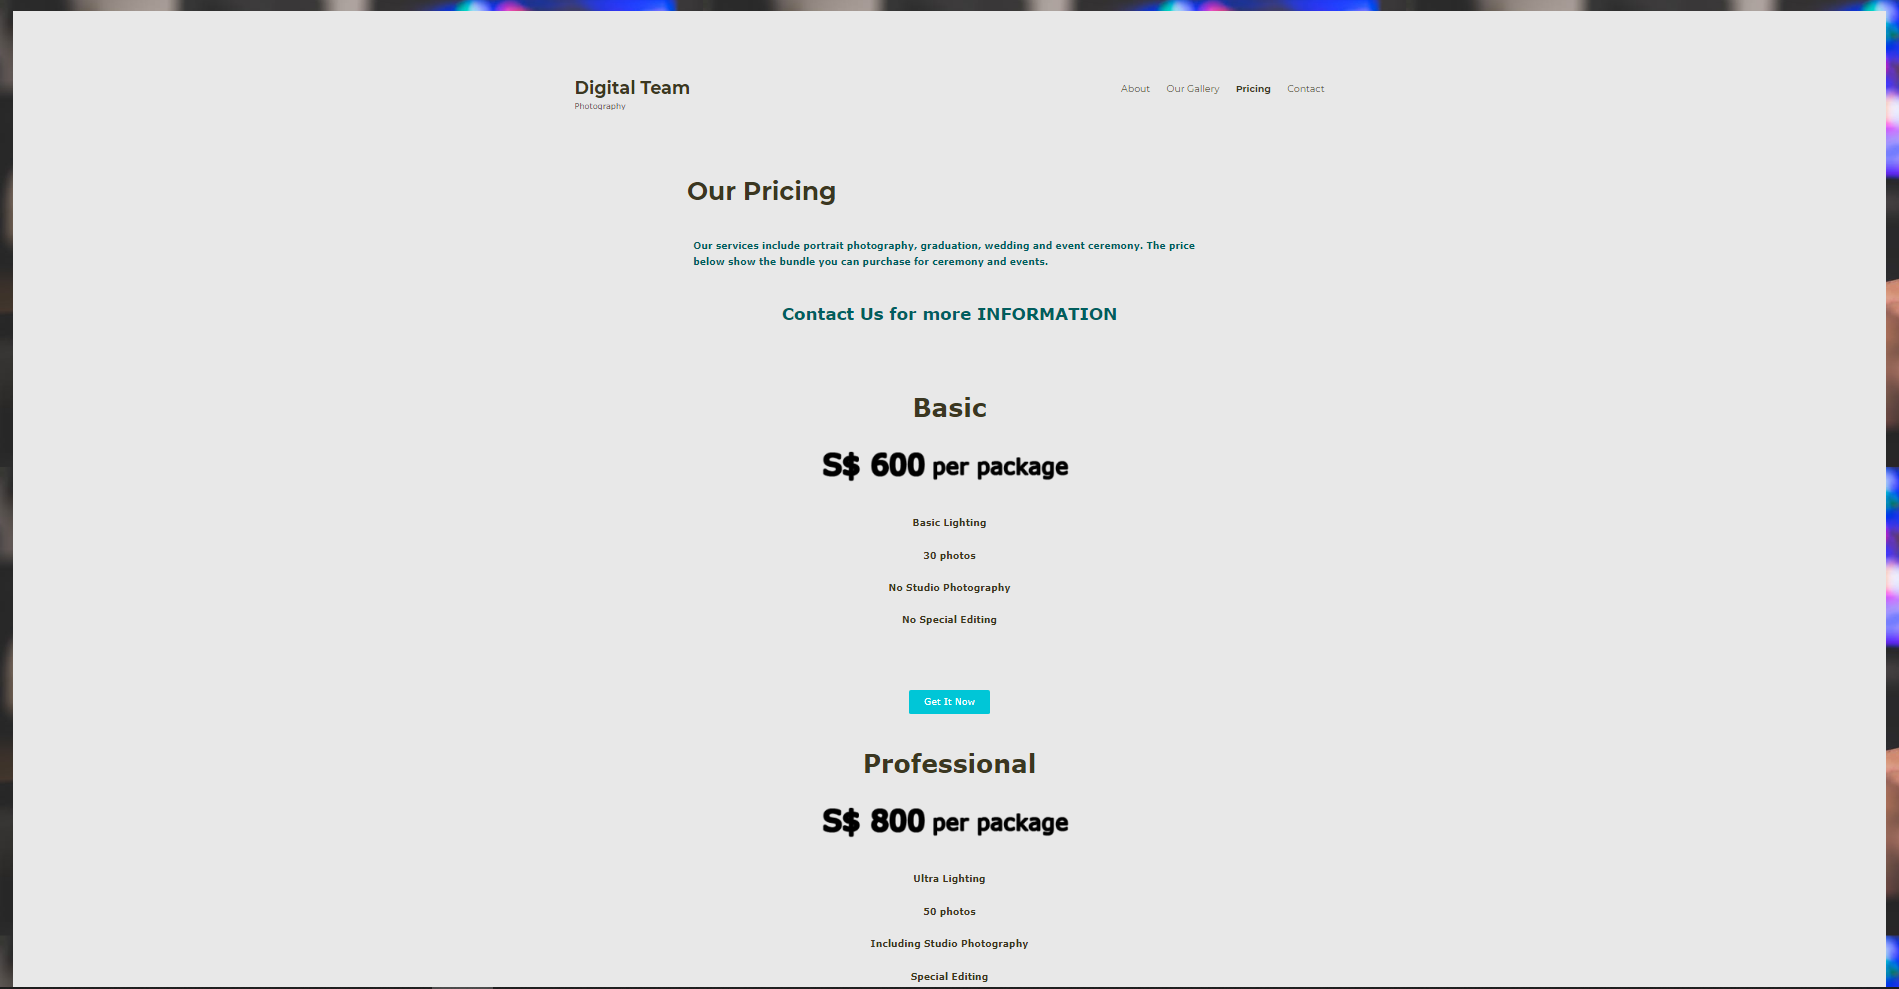 Digital Team
Photography
About Our Gallery Pricing Contact
Our Pricing
Our services include portrait photography, graduation, wedding and event ceremony. The price
below show the bundle you can purchase for ceremony and events.
Contact Us for more INFORMATION
Basic
S$ 600 per package
Basic Lighting
30 photos
No Studio Photography
No Special Editing
Get It Now
Professional
S$ 800 per package
Ultra Lighting
50 photos
Including Studio Photography
Special Editing